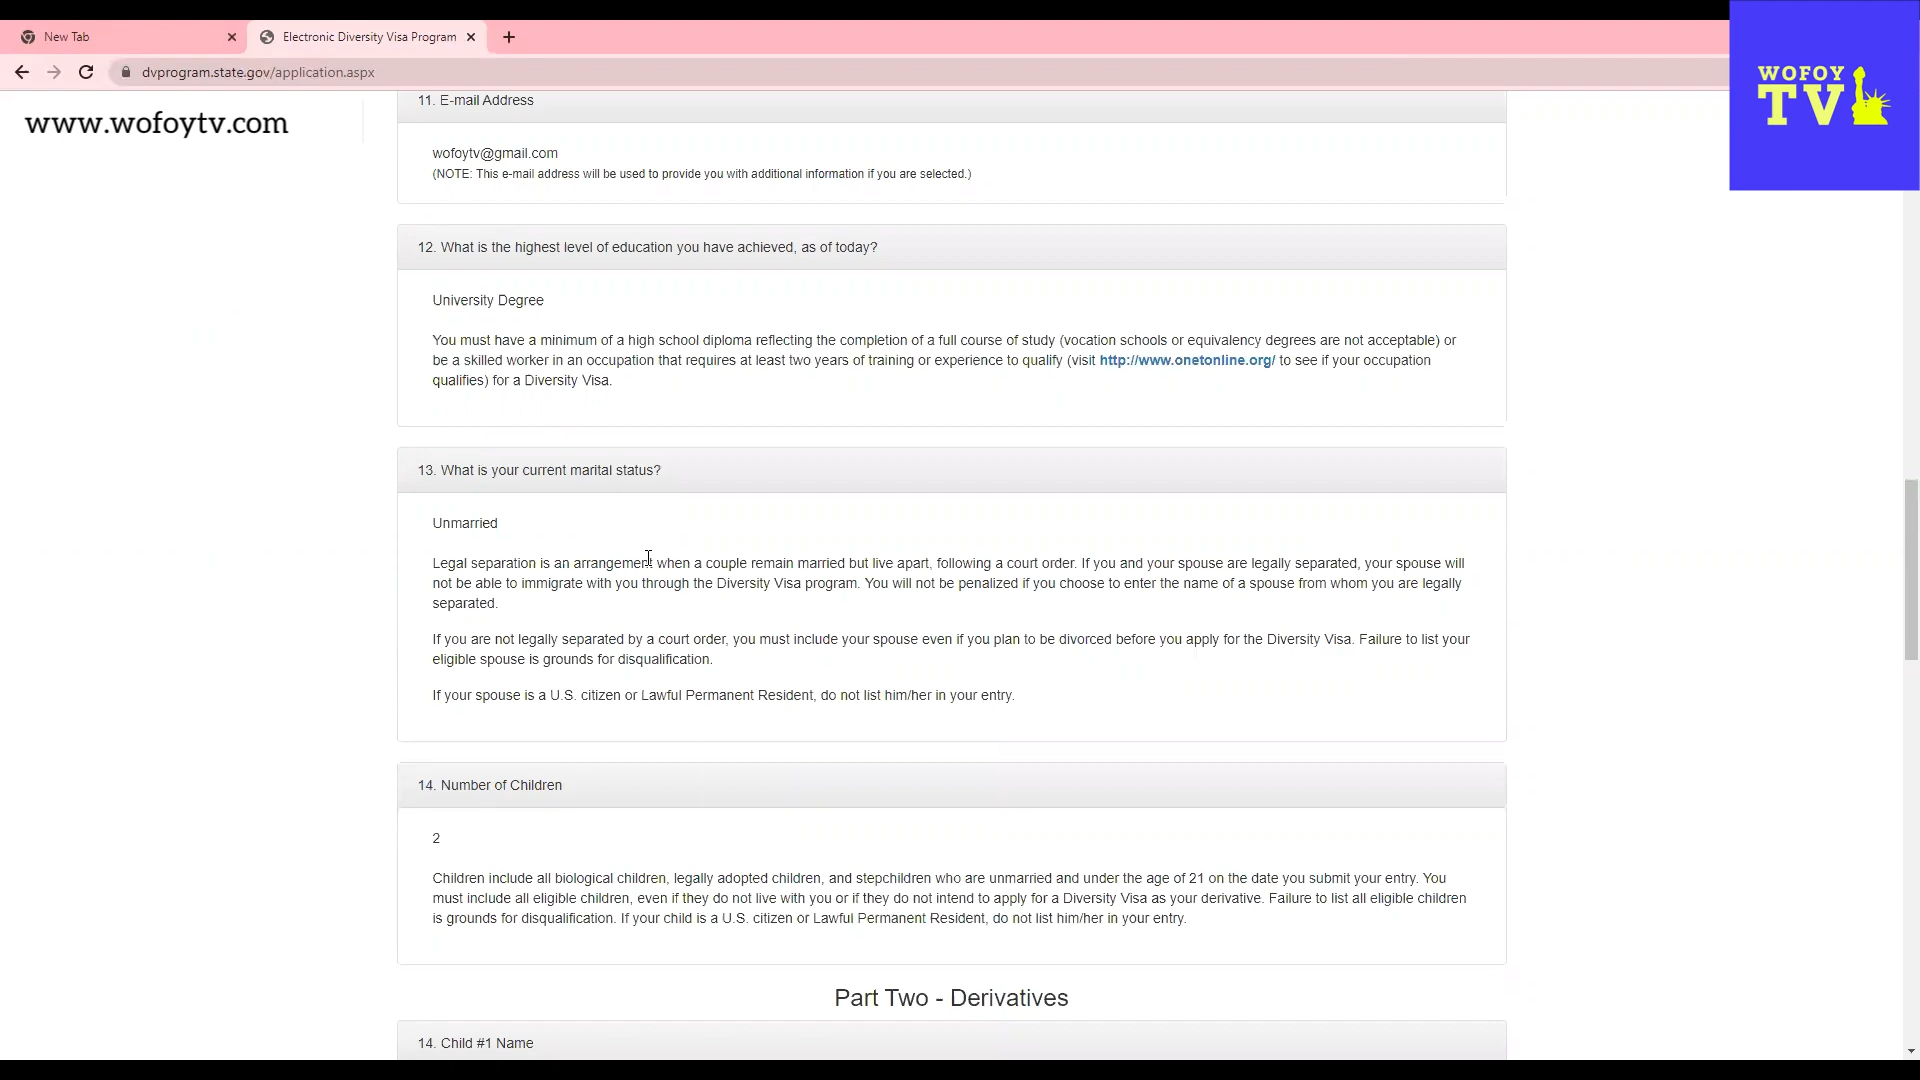 New Tab
Electronic Diversity Visa Program
dvprogram.state.gov/application.aspx
WOFOY
TV
www.wofoytv.com
11. E-mail Address
wofoytv@gmail.com
(NOTE: This e-mail address will be used to provide you with additional information if you are selected.)
12. What is the highest level of education you have achieved, as of today?
University Degree
You must have a minimum of a high school diploma reflecting the completion of a full course of study (vocation schools or equivalency degrees are not acceptable) or
be a skilled worker in an occupation that requires at least two years of training or experience to qualify (visit http://www.onetonline.org/ to see if your occupation
qualifies) for a Diversity Visa.
13. What is your current marital status?
Unmarried
Legal separation is an arrangement when a couple remain married but live apart, following a court order. If you and your spouse are legally separated, your spouse will
not be able to immigrate with you through the Diversity Visa program. You will not be penalized if you choose to enter the name of a spouse from whom you are legally
separated.
If you are not legally separated by a court order, you must include your spouse even if you plan to be divorced before you apply for the Diversity Visa. Failure to list your
eligible spouse is grounds for disqualification.
If your spouse is a U.S. citizen or Lawful Permanent Resident, do not list him/her in your entry.
14. Number of Children
2
Children include all biological children, legally adopted children, and stepchildren who are unmarried and under the age of 21 on the date you submit your entry. You
must include all eligible children, even if they do not live with you or if they do not intend to apply for a Diversity Visa as your derivative. Failure to list all eligible children
is grounds for disqualification. If your child is a U.S. citizen or Lawful Permanent Resident, do not list him/her in your entry.
Part Two - Derivatives
14. Child #1 Name